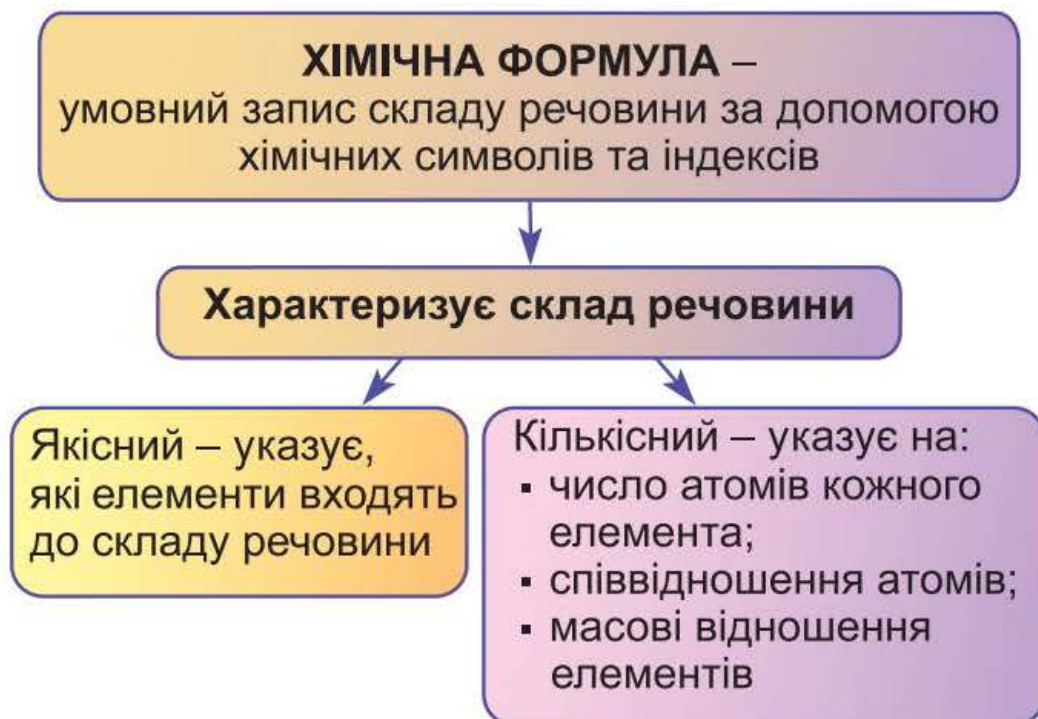 ХІМІЧНА ФОРМУЛА –
умовний запис складу речовини за допомогою
хімічних символів та індексів
Характеризує склад речовини
Якісний – указує,
які елементи входять
до складу речовини
Кількісний – указує на:
▪ число атомів кожного
елемента;
▪ співвідношення атомів;
▪ масові відношення
елементів